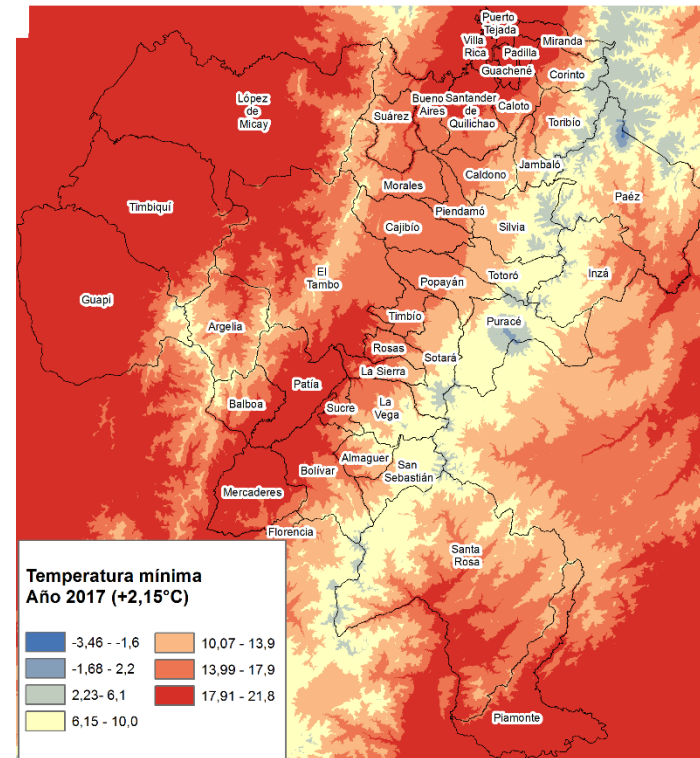 Puerto
Tejada
Villa
Rica
Padilla
Miranda
Guachené
Corinto
López
de
Micay
Suárez
Bueno
Aires
Santander
de
Quilichao
Caloto
Toribío
Jambaló
Caldono
Morales
Páez
Timbiquí
Piendamó
Cajibío
Silvia
El
Tambo
Popayán
Totoró
Inzá
Guapi
Argelia
Timbío
Puracé
Rosas
Sotará
La Sierra
Patía
Balboa
Sucre
La
Vega
Almaguer
San
Sebastián
Bolívar
Mercaderes
Florencia
Santa
Rosa
Piamonte
Temperatura mínima
Año 2017 (+2,15°C)
-3,46 - -1,6
-1,68 - 2,2
2,23- 6,1
6,15 - 10,0
10,07 - 13,9
13,99 - 17,9
17,91 - 21,8